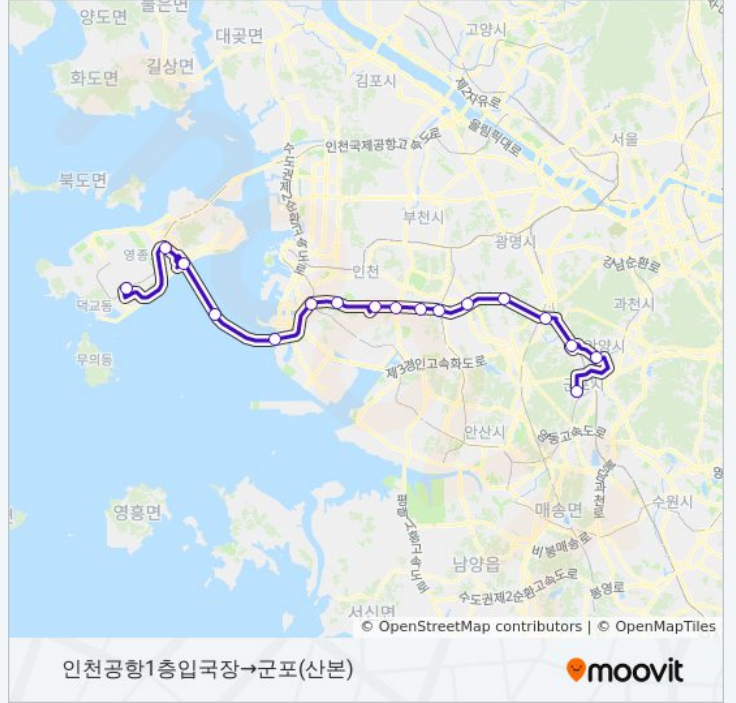 양도면
불은면
대곶면
고양시
길상면
화도면
김포시
제2자유로
올림픽대로
서울
인천국제공항고속도로
수도권제2순환고속도로
북도면
부천시
광명시
강남순환로
영종
인천
과천시
덕교동
무의동
안양시
제3경인고속화도로
군포시
안산시
영동고속도로
수원시
영흥면
매송면
비봉매송로
남양읍
수도권제2순환고속도로
봉영로
서신면
© OpenStreetMap contributors | © OpenMapTiles
인천공항1층입국장→군포(산본)
moovit